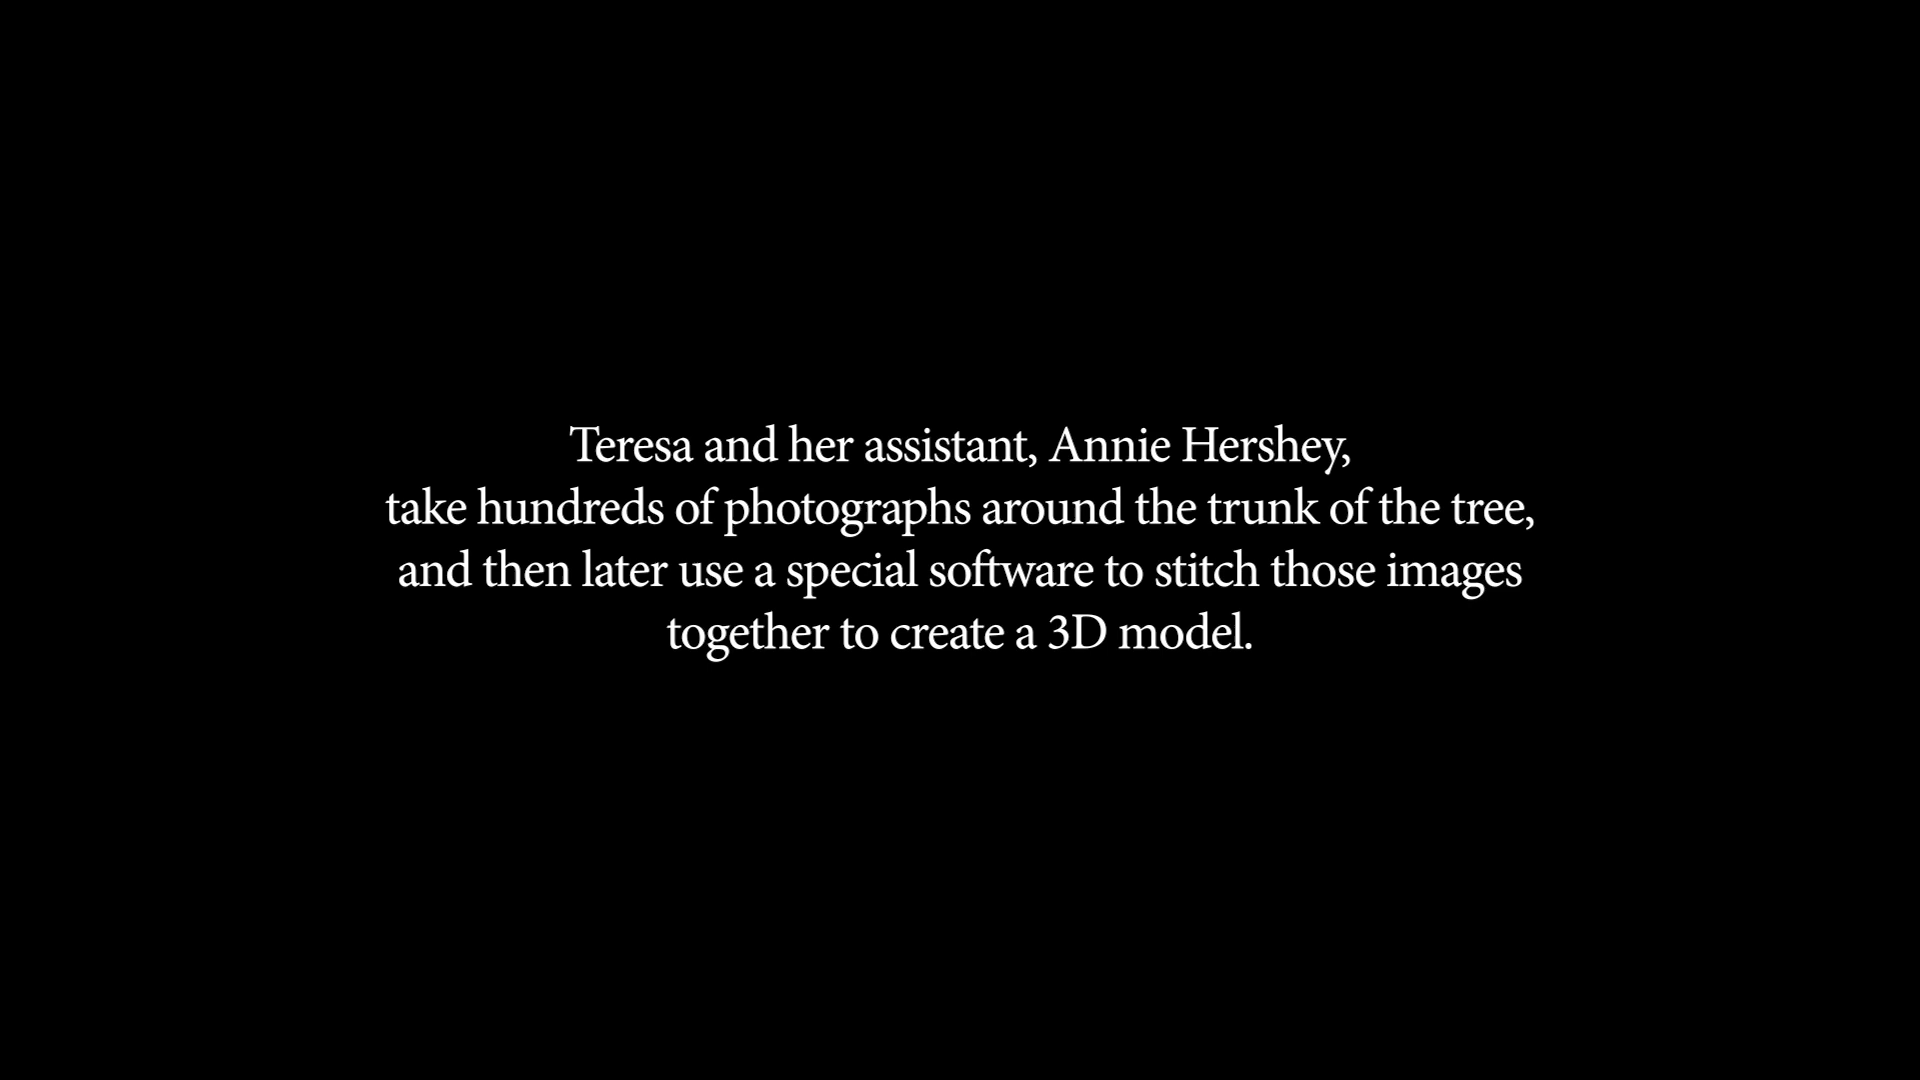 Teresa and her assistant, Annie Hershey,
take hundreds of photographs around the trunk of the tree,
and then later use a special software to stitch those images
together to create a 3D model.